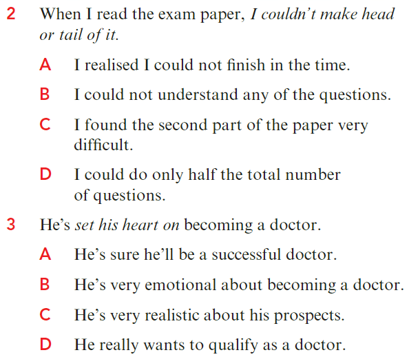 2 When I read the exam paper, I couldn't make head
or tail of it.
A I realised I could not finish in the time.
B I could not understand any of the questions.
C I found the second part of the paper very
difficult.
D I could do only half the total number
of questions.
3 He's set his heart on becoming a doctor.
A He's sure he'll be a successful doctor.
B He's very emotional about becoming a doctor.
C He's very realistic about his prospects.
D He really wants to qualify as a doctor.